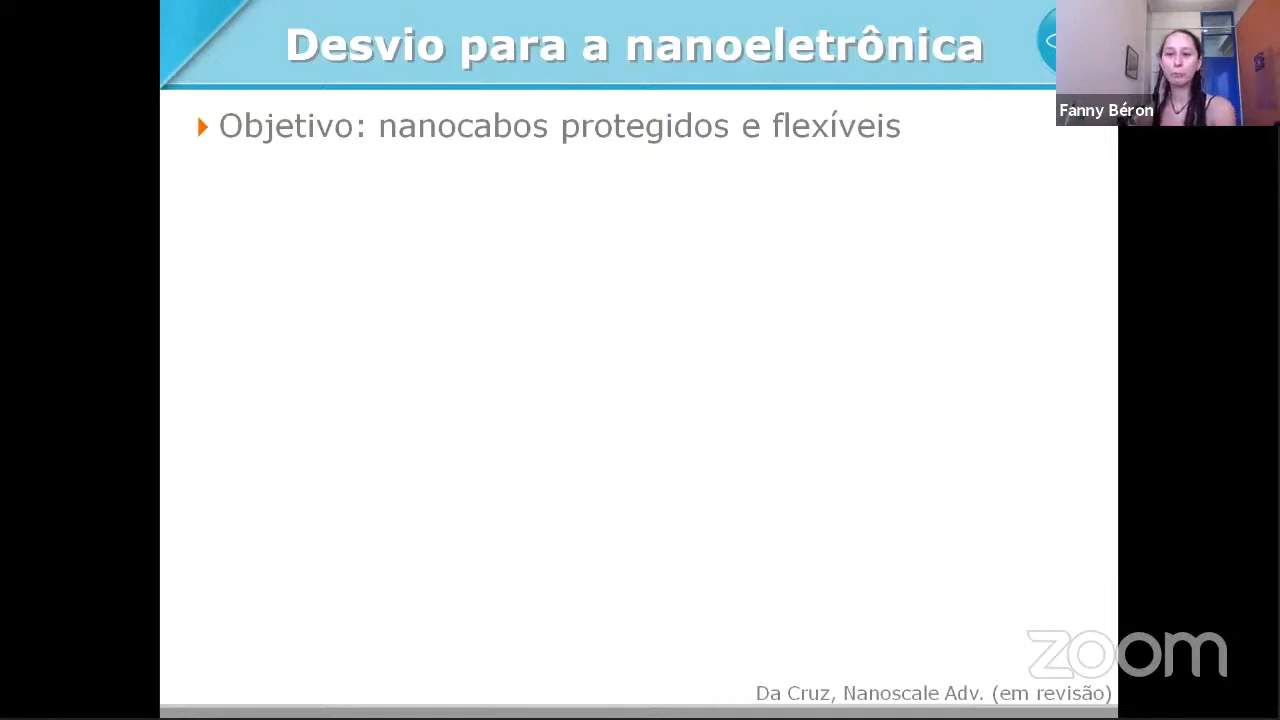 Desvio para a nanoeletrônica
Fanny Béron
Objetivo: nanocabos protegidos e flexíveis
zoom
Da Cruz, Nanoscale Adv. (em revisão)